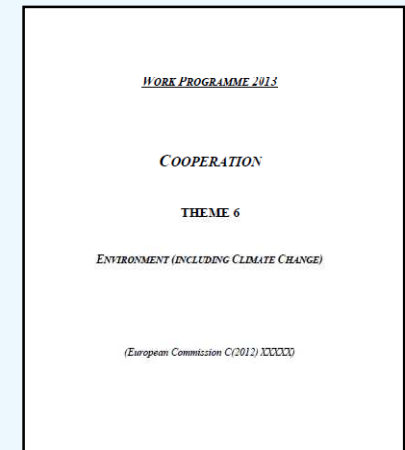 WORK PROGRAMME 2013
COOPERATION
THEME 6
ENVIRONMENT (INCLUDING CLIMATE CHANGE)
(European Commission C(2012) XXXXX)